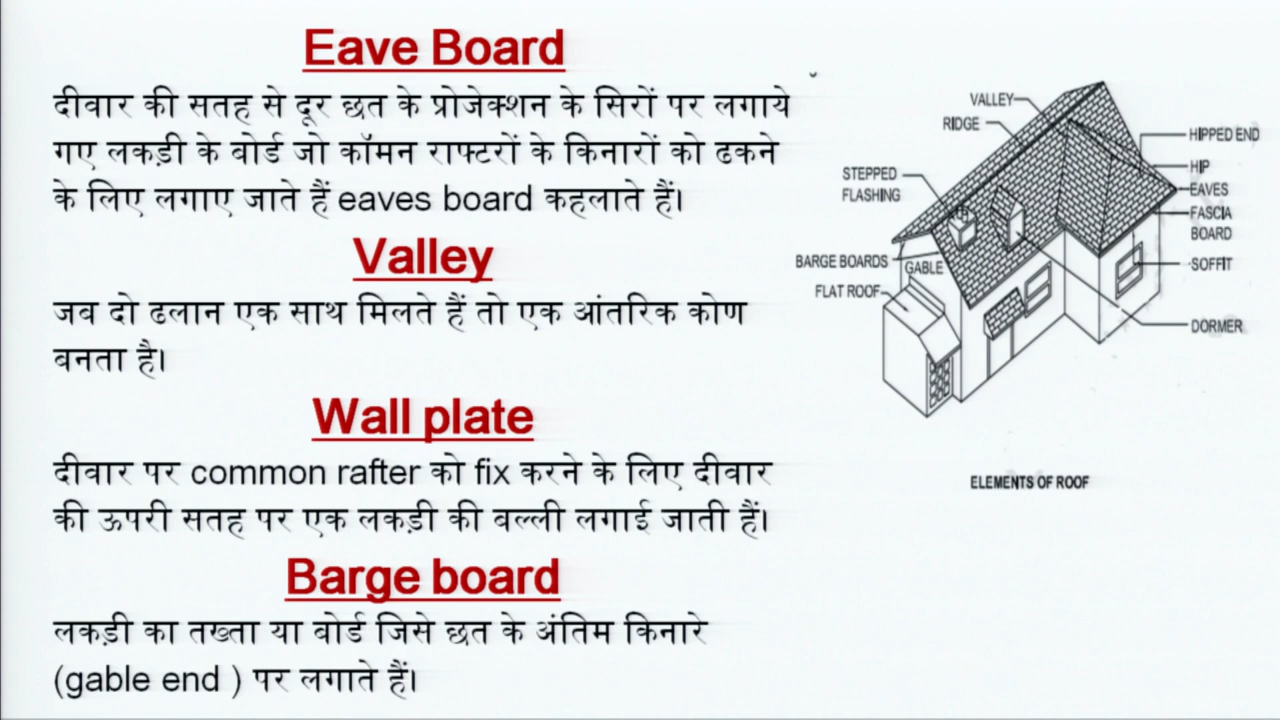 Eave Board
दीवार की सतह से दूर छत के प्रोजेक्शन के सिरों पर लगाये
गए लकड़ी के बोर्ड जो कॉमन राफ्टरों के किनारों को ढकने
के लिए लगाए जाते हैं eaves board कहलाते हैं।
Valley
जब दो ढलान एक साथ मिलते हैं तो एक आंतरिक कोण
बनता है।
Wall plate
दीवार पर common rafter को fix करने के लिए दीवार
की ऊपरी सतह पर एक लकड़ी की बल्ली लगाई जाती हैं।
Barge board
लकड़ी का तख्ता या बोर्ड जिसे छत के अंतिम किनारे
(gable end ) पर लगाते हैं।
VALLEY
RIDGE
STEPPED
FLASHING
BARGE BOARDS
GABLE
FLAT ROOF
HIPPED END
HIP
EAVES
FASCIA
BOARD
SOFFIT
DORMER
ELEMENTS OF ROOF